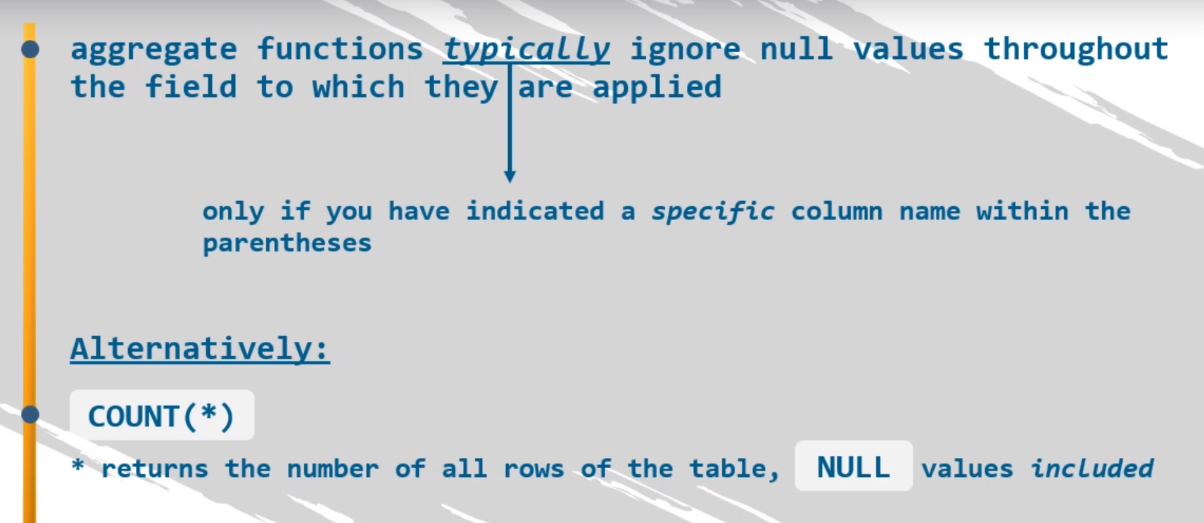 aggregate functions typically ignore null values throughout
the field to which they are applied
only if you have indicated a specific column name within the
parentheses
Alternatively:
COUNT(*)
* returns the number of all rows of the table, NULL values included